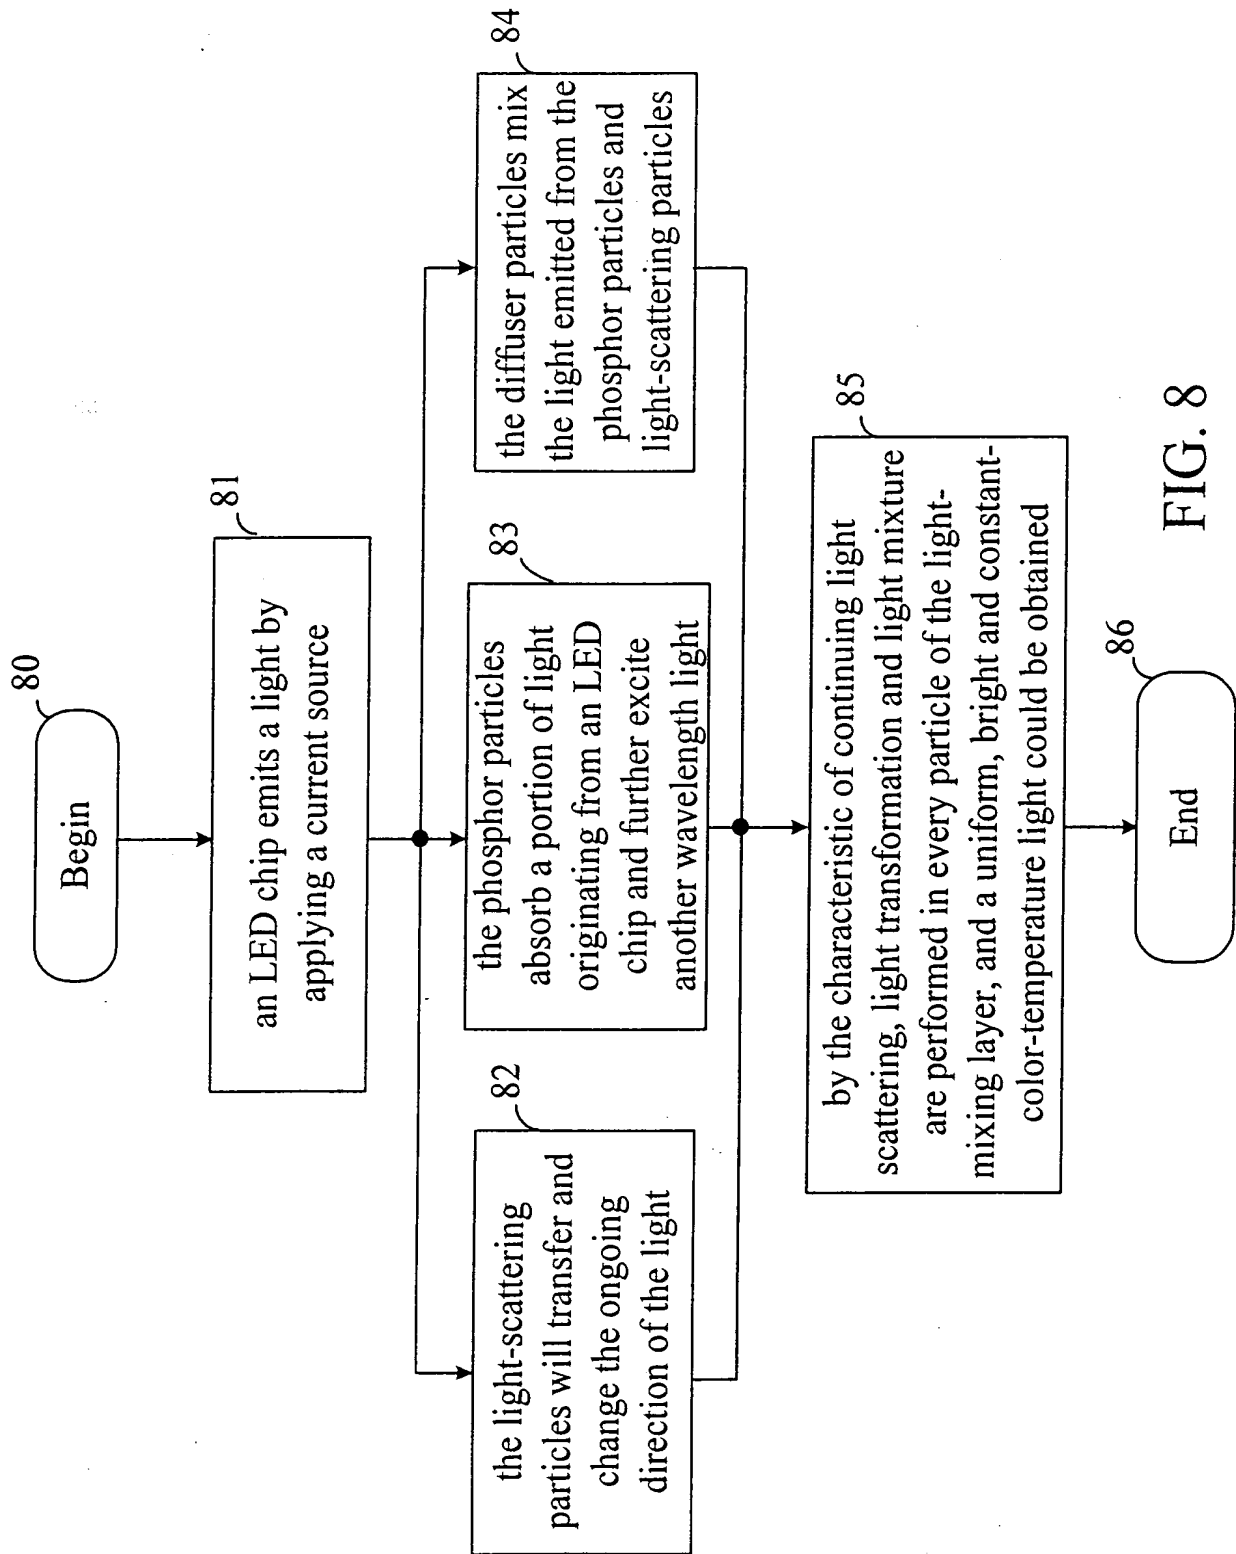 80
Begin
81
an LED chip emits a light by
applying a current source
82
the light-scattering
particles will transfer and
change the ongoing
direction of the light
83
the phosphor particles
absorb a portion of light
originating from an LED
chip and further excite
another wavelength light
84
the diffuser particles mix
the light emitted from the
phosphor particles and
light-scattering particles
85
by the characteristic of continuing light
scattering, light transformation and light mixture
are performed in every particle of the light-
mixing layer, and a uniform, bright and constant-
color-temperature light could be obtained
86
End
FIG. 8